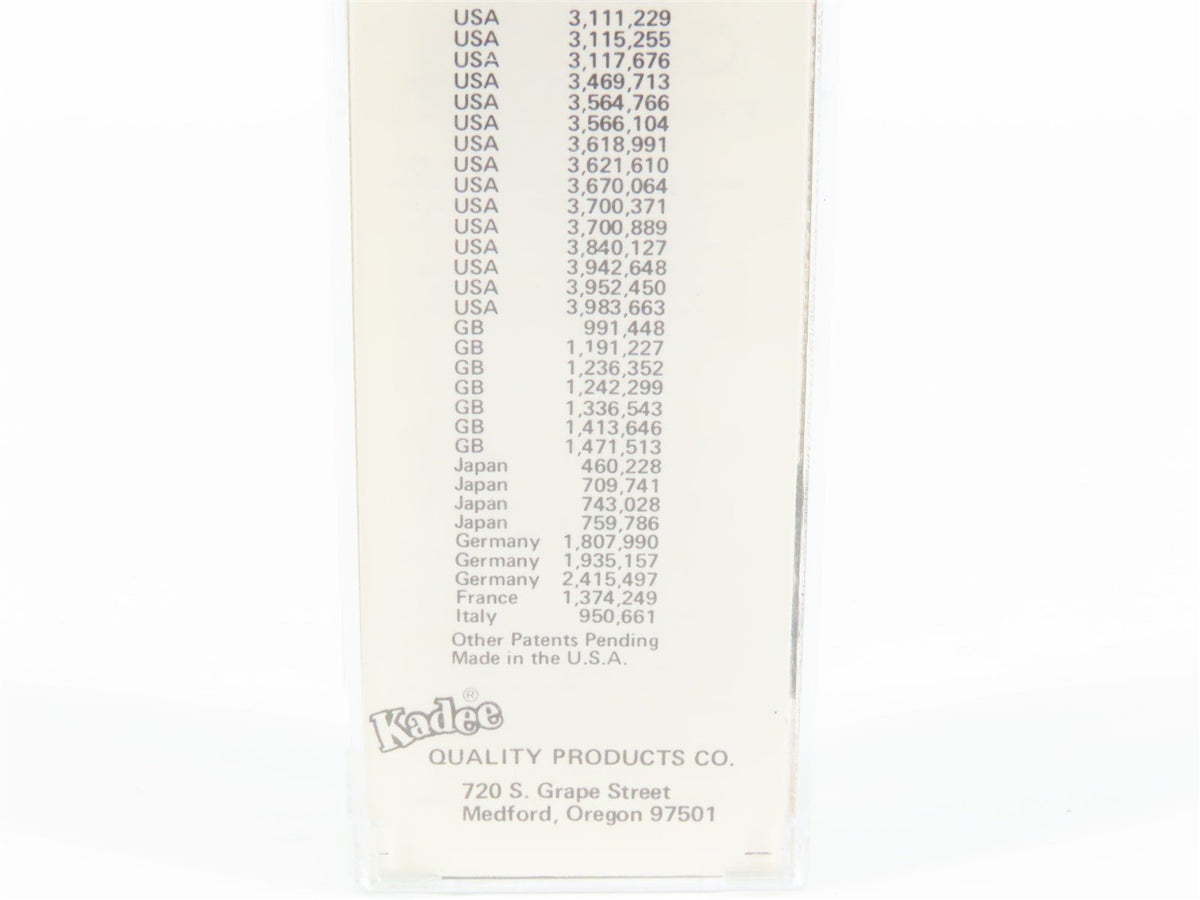 USA 3,111,229
USA 3,115,255
USA 3,117,676
USA 3,469,713
USA 3,564,766
USA 3,566,104
USA 3,618,991
USA 3,621,610
USA 3,670,064
USA 3,700,371
USA 3,700,889
USA 3,840,127
USA 3,942,648
USA 3,952,450
USA 3,983,663
GB 991,448
GB 1,191,227
GB 1,236,352
GB 1,242,299
GB 1,336,543
GB 1,413,646
GB 1,471,513
Japan 460,228
Japan 709,741
Japan 743,028
Japan 759,786
Germany 1,807,990
Germany 1,935,157
Germany 2,415,497
France 1,374,249
Italy 950,661
Other Patents Pending
Made in the U.S.A.
Kadee®
QUALITY PRODUCTS CO.
720 S. Grape Street
Medford, Oregon 97501